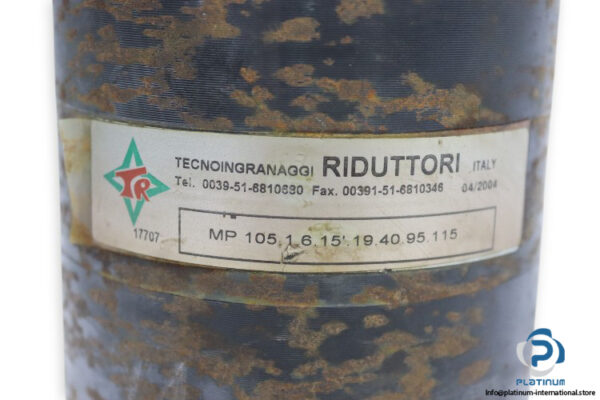 TECNOINGRANAGGI RIDUTTORI ITALY
Tel. 0039-51-6810630 Fax. 00391-51-6810346 04/2004
TR
17707
MP 105.1.6.15'.19.40.95.115
PLATINUM
info@platinum-international.store